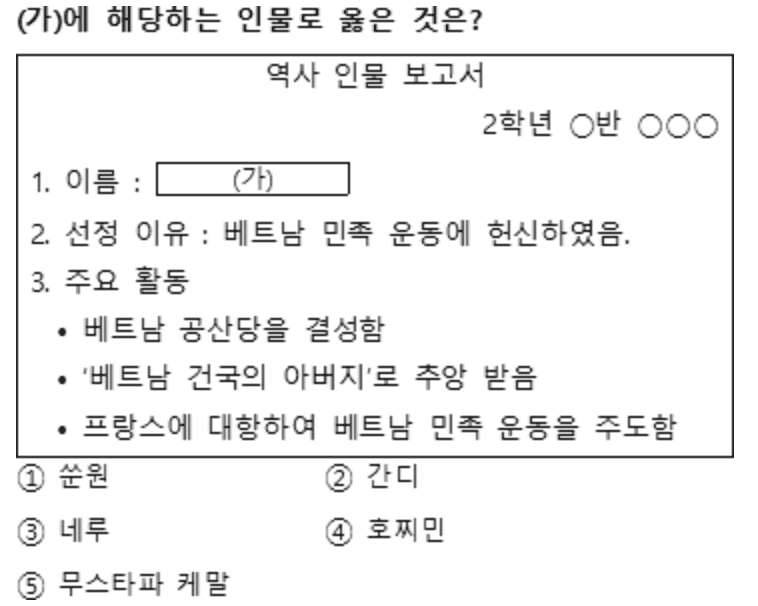 (가)에 해당하는 인물로 옳은 것은?
역사 인물 보고서
2학년 ○반 ○○○
1. 이름 : (가)
2. 선정 이유 : 베트남 민족 운동에 헌신하였음.
3. 주요 활동
• 베트남 공산당을 결성함
• '베트남 건국의 아버지'로 추앙 받음
• 프랑스에 대항하여 베트남 민족 운동을 주도함
① 쑨원 ② 간디
③ 네루 ④ 호찌민
⑤ 무스타파 케말